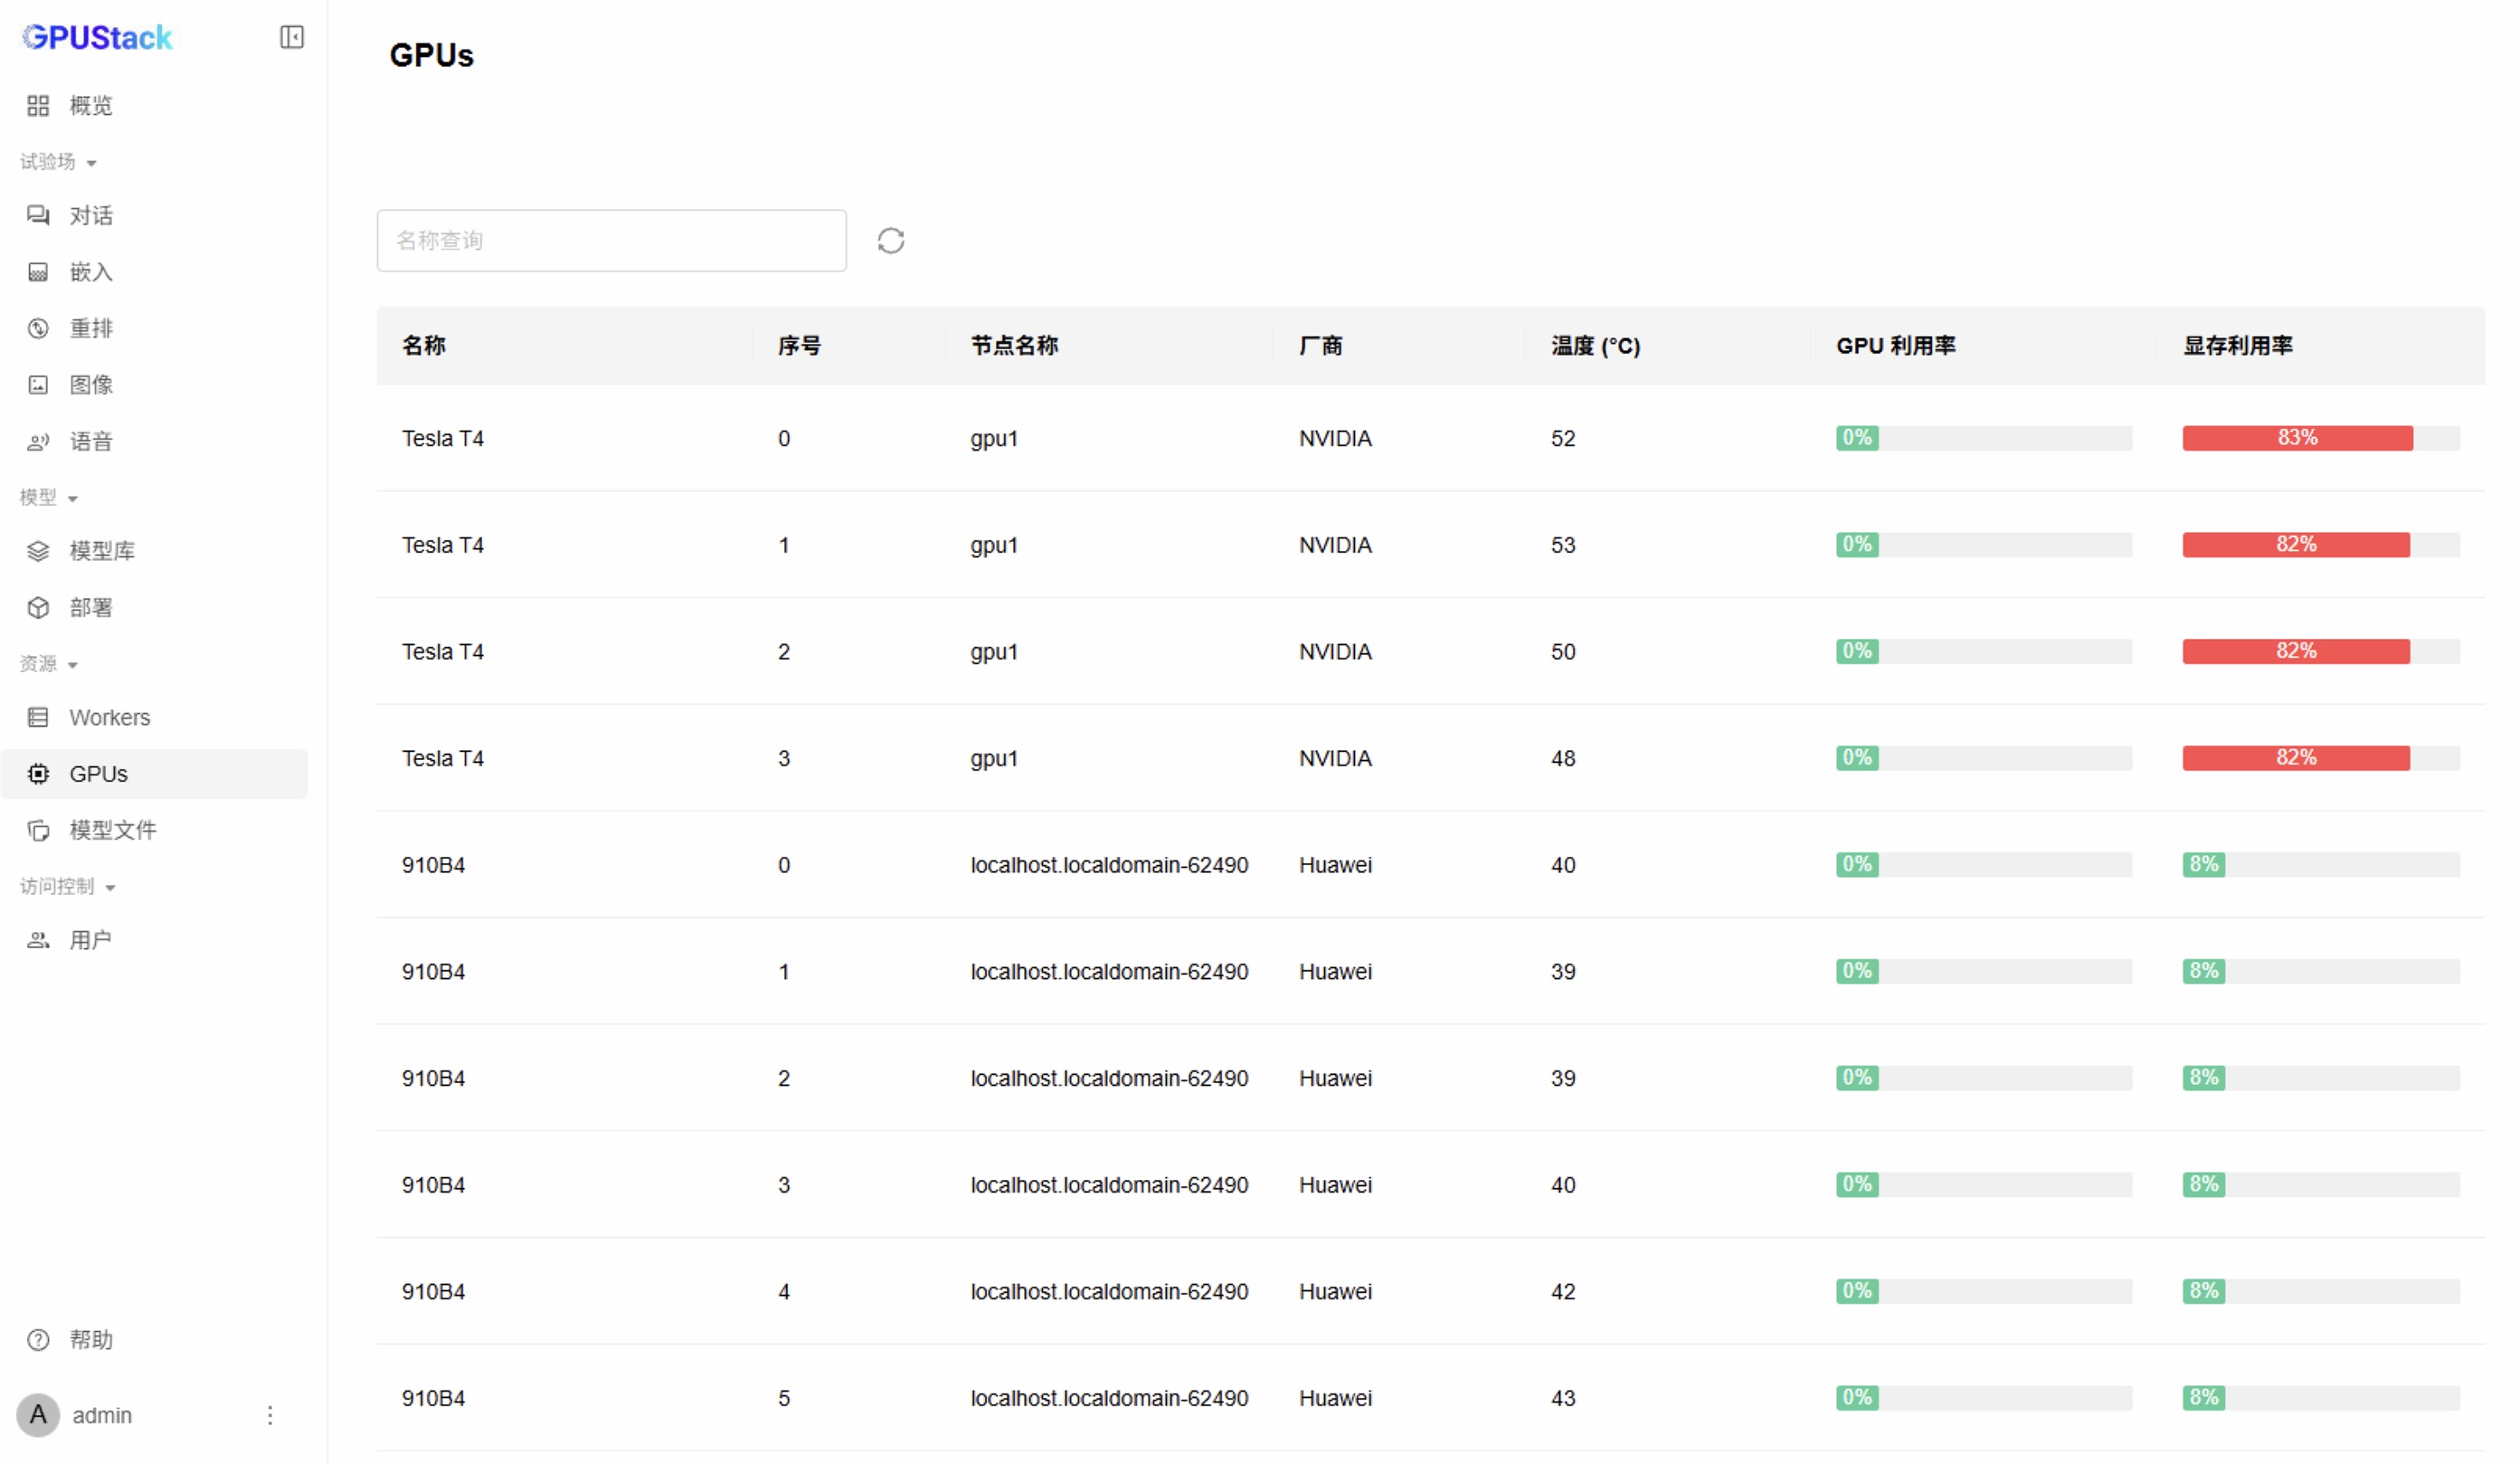 GPUStack
概览
试验场
对话
嵌入
重排
图像
语音
模型
模型库
部署
资源
Workers
GPUs
模型文件
访问控制
用户
帮助
A admin
GPUs
名称查询
名称 序号 节点名称 厂商 温度 (°C) GPU 利用率 显存利用率
Tesla T4 0 gpu1 NVIDIA 52 0% 83%
Tesla T4 1 gpu1 NVIDIA 53 0% 82%
Tesla T4 2 gpu1 NVIDIA 50 0% 82%
Tesla T4 3 gpu1 NVIDIA 48 0% 82%
910B4 0 localhost.localdomain-62490 Huawei 40 0% 8%
910B4 1 localhost.localdomain-62490 Huawei 39 0% 8%
910B4 2 localhost.localdomain-62490 Huawei 39 0% 8%
910B4 3 localhost.localdomain-62490 Huawei 40 0% 8%
910B4 4 localhost.localdomain-62490 Huawei 42 0% 8%
910B4 5 localhost.localdomain-62490 Huawei 43 0% 8%